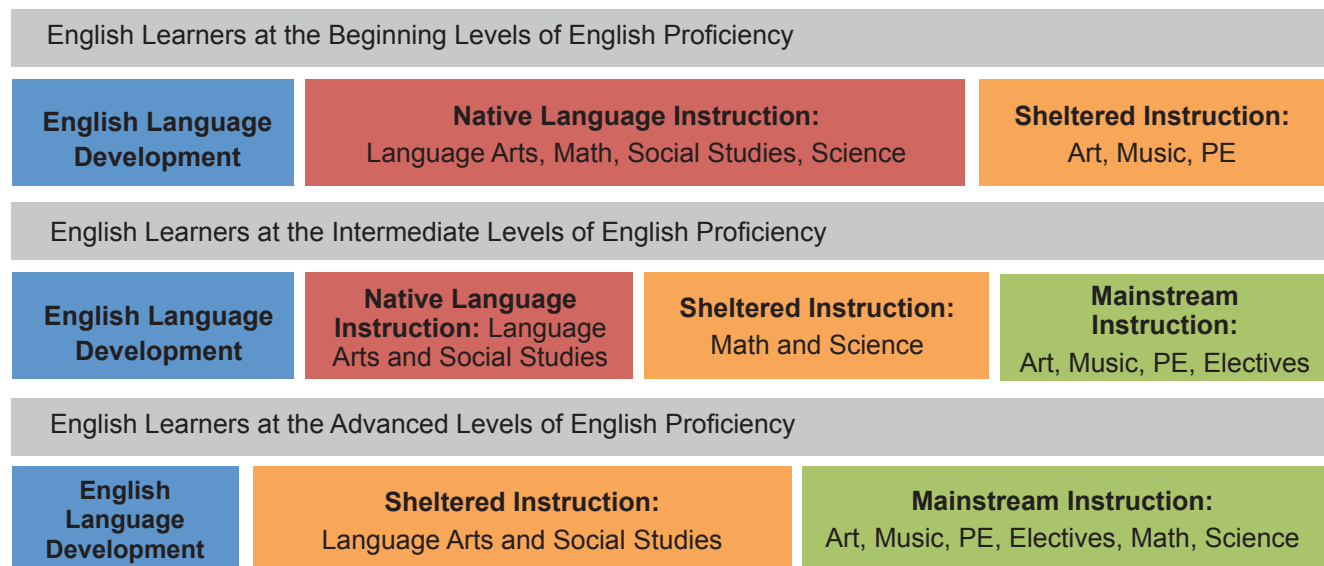 English Learners at the Beginning Levels of English Proficiency
English Language
Development
Native Language Instruction:
Language Arts, Math, Social Studies, Science
Sheltered Instruction:
Art, Music, PE
English Learners at the Intermediate Levels of English Proficiency
English Language
Development
Native Language
Instruction: Language
Arts and Social Studies
Sheltered Instruction:
Math and Science
Mainstream
Instruction:
Art, Music, PE, Electives
English Learners at the Advanced Levels of English Proficiency
English
Language
Development
Sheltered Instruction:
Language Arts and Social Studies
Mainstream Instruction:
Art, Music, PE, Electives, Math, Science